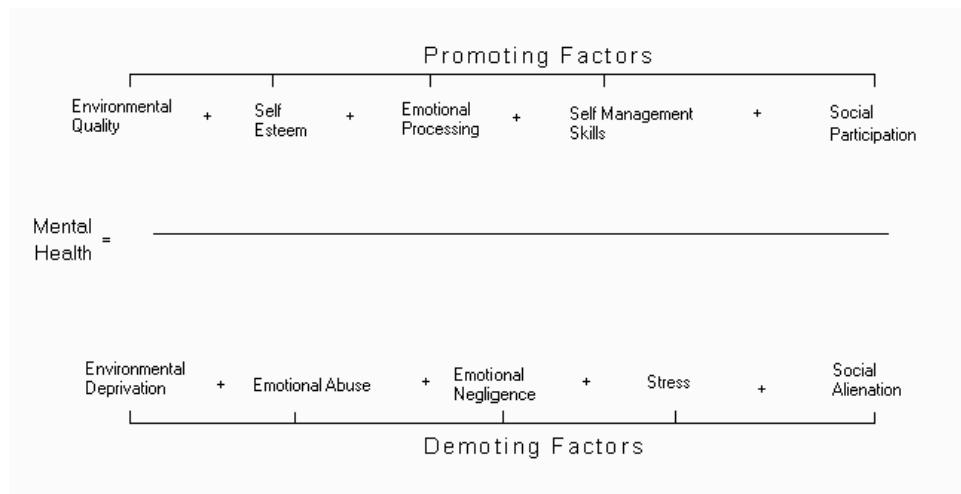 Promoting Factors
Environmental
Quality
+
Self
Esteem
+
Emotional
Processing
+
Self Management
Skills
+
Social
Participation
Mental
Health
=
Environmental
Deprivation
+
Emotional Abuse
+
Emotional
Negligence
+
Stress
+
Social
Alienation
Demoting Factors